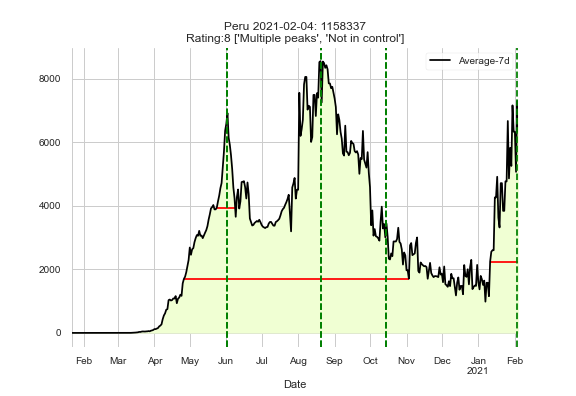 Peru 2021-02-04: 1158337
Rating:8 ['Multiple peaks', 'Not in control']
Average-7d
8000
6000
4000
2000
0
Feb Mar Apr May Jun Jul Aug Sep Oct Nov Dec Jan Feb
2021
Date